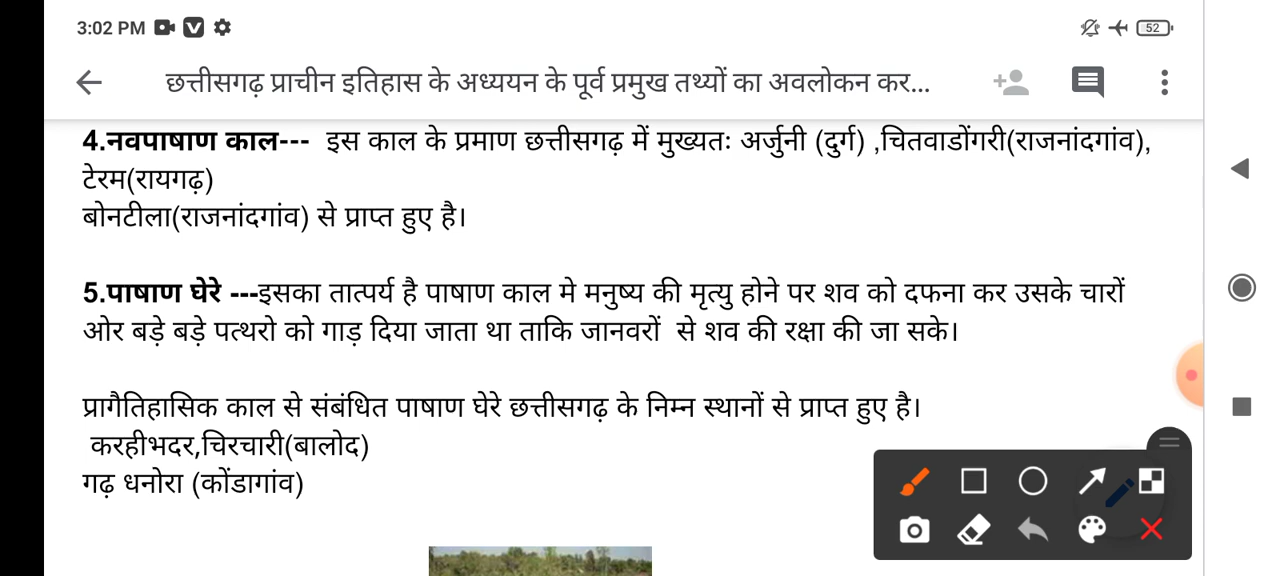 3:02 PM
52
छत्तीसगढ़ प्राचीन इतिहास के अध्ययन के पूर्व प्रमुख तथ्यों का अवलोकन कर...
4.नवपाषाण काल--- इस काल के प्रमाण छत्तीसगढ़ में मुख्यतः अर्जुनी (दुर्ग) ,चितवाडोंगरी(राजनांदगांव),
टेरम(रायगढ़)
बोनटीला(राजनांदगांव) से प्राप्त हुए है।
5.पाषाण घेरे ---इसका तात्पर्य है पाषाण काल मे मनुष्य की मृत्यु होने पर शव को दफना कर उसके चारों
ओर बड़े बड़े पत्थरो को गाड़ दिया जाता था ताकि जानवरों से शव की रक्षा की जा सके।
प्रागैतिहासिक काल से संबंधित पाषाण घेरे छत्तीसगढ़ के निम्न स्थानों से प्राप्त हुए है।
करहीभदर,चिरचारी(बालोद)
गढ़ धनोरा (कोंडागांव)